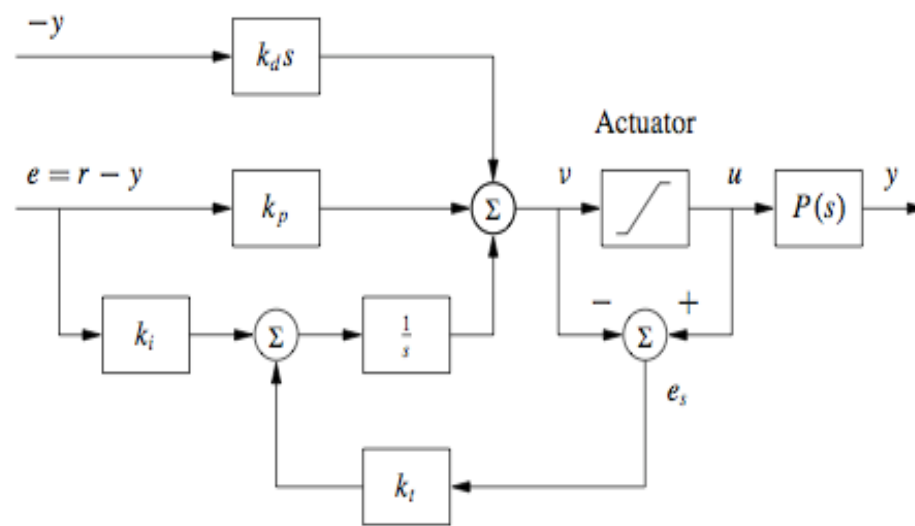 −y
k_d s
Actuator
e = r − y
k_p
Σ
v
u
P(s)
y
k_i
Σ
1/s
− Σ +
e_s
k_t